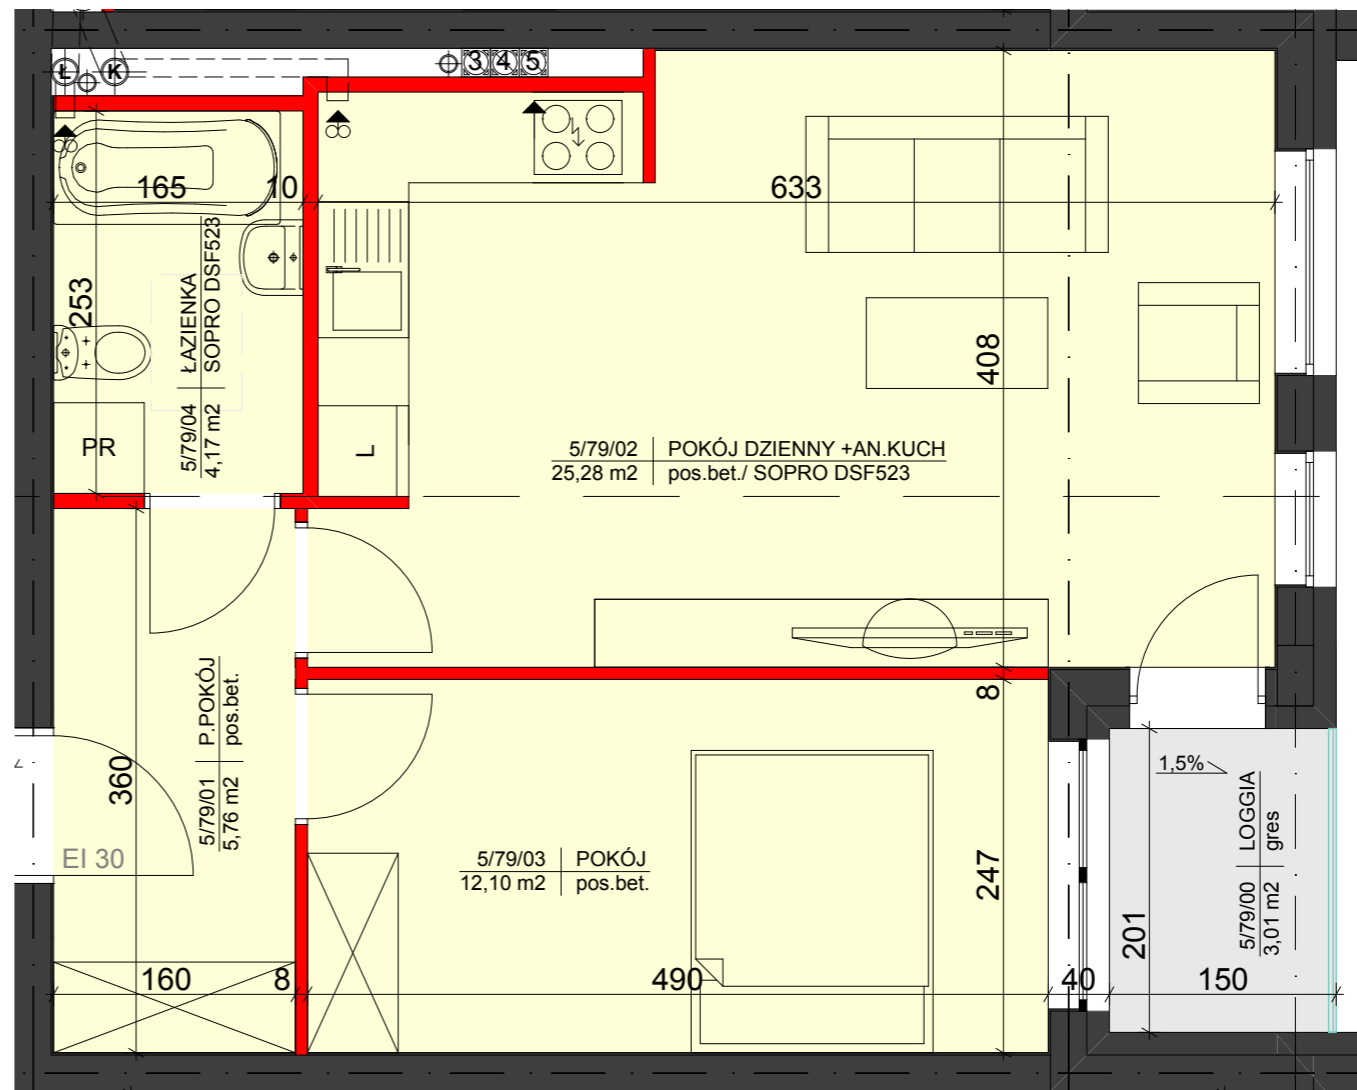 Ł
K
3
4
5
165
10
633
253
5/79/04 ŁAZIENKA
4,17 m2 SOPRO DSF523
408
PR
L
5/79/02 POKÓJ DZIENNY +AN.KUCH
25,28 m2 pos.bet./ SOPRO DSF523
360
5/79/01 P.POKÓJ
5,76 m2 pos.bet.
EI 30
8
5/79/03 POKÓJ
12,10 m2 pos.bet.
247
1,5%
5/79/00 LOGGIA
3,01 m2 gres
201
160
8
490
40
150